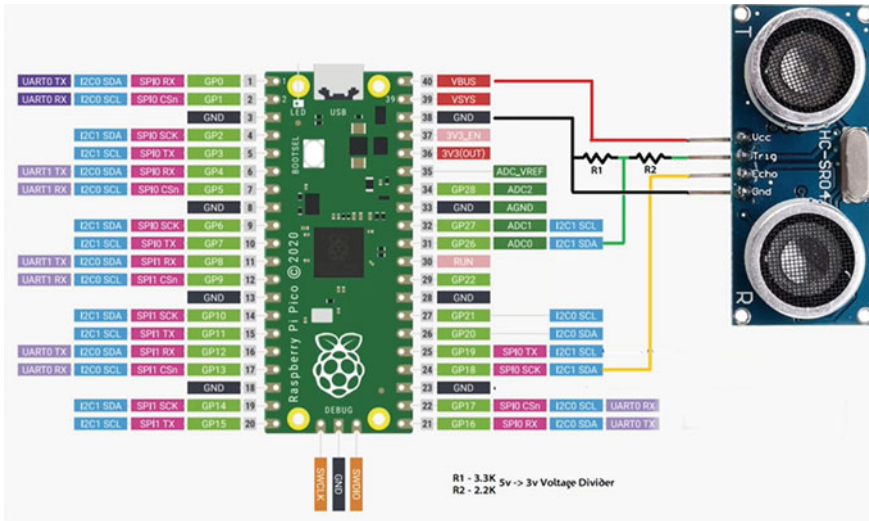 UART0 TX I2C0 SDA SPI0 RX GP0 1
UART0 RX I2C0 SCL SPI0 CSn GP1 2
GND 3
I2C1 SDA SPI0 SCK GP2 4
I2C1 SCL SPI0 TX GP3 5
UART1 TX I2C0 SDA SPI0 RX GP4 6
UART1 RX I2C0 SCL SPI0 CSn GP5 7
GND 8
I2C1 SDA SPI0 SCK GP6 9
I2C1 SCL SPI0 TX GP7 10
UART1 TX I2C0 SDA SPI1 RX GP8 11
UART1 RX I2C0 SCL SPI1 CSn GP9 12
GND 13
I2C1 SDA SPI1 SCK GP10 14
I2C1 SCL SPI1 TX GP11 15
UART0 TX I2C0 SDA SPI1 RX GP12 16
UART0 RX I2C0 SCL SPI1 CSn GP13 17
GND 18
I2C1 SDA SPI1 SCK GP14 19
I2C1 SCL SPI1 TX GP15 20
1
2
39
LED
USB
BOOTSEL
Raspberry Pi Pico © 2020
DEBUG
SWCLK
GND
SWDIO
40 VBUS
39 VSYS
38 GND
37 3V3_EN
36 3V3(OUT)
35 ADC_VREF
34 GP28 ADC2
33 GND AGND
32 GP27 ADC1 I2C1 SCL
31 GP26 ADC0 I2C1 SDA
30 RUN
29 GP22
28 GND
27 GP21 I2C0 SCL
26 GP20 I2C0 SDA
25 GP19 SPI0 TX I2C1 SCL
24 GP18 SPI0 SCK I2C1 SDA
23 GND
22 GP17 SPI0 CSn I2C0 SCL UART0 RX
21 GP16 SPI0 RX I2C0 SDA UART0 TX
R1
R2
T
Vcc
Trig
Echo
Gnd
HC-SR04
R
R1 - 3.3K
R2 - 2.2K
5v -> 3v Voltage Divider